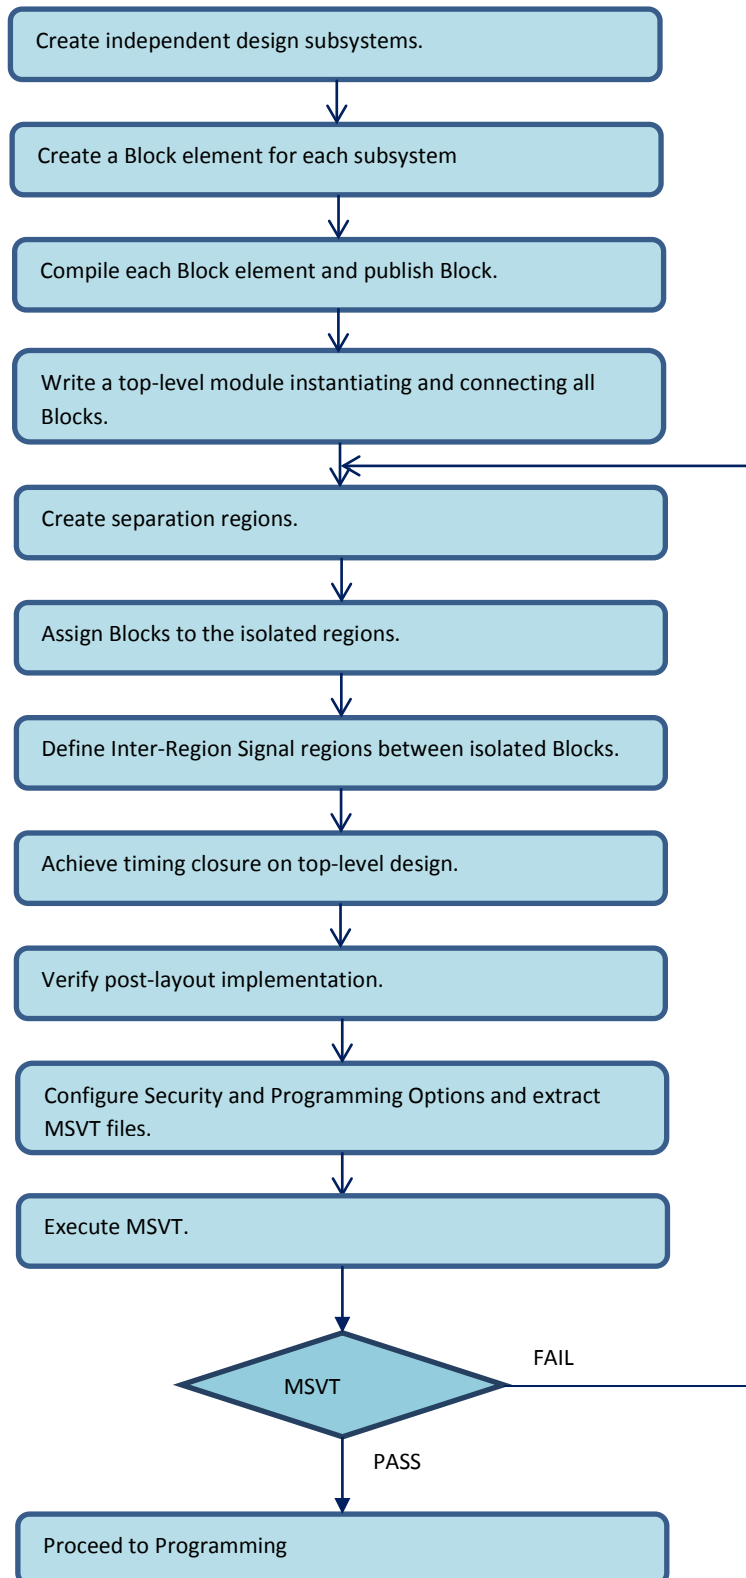 Create independent design subsystems.
Create a Block element for each subsystem
Compile each Block element and publish Block.
Write a top-level module instantiating and connecting all
Blocks.
Create separation regions.
Assign Blocks to the isolated regions.
Define Inter-Region Signal regions between isolated Blocks.
Achieve timing closure on top-level design.
Verify post-layout implementation.
Configure Security and Programming Options and extract
MSVT files.
Execute MSVT.
FAIL
MSVT
PASS
Proceed to Programming